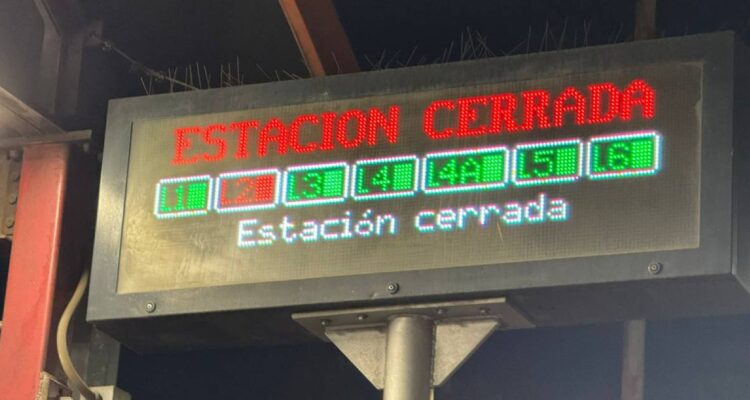 ESTACION CERRADA
L1 L2 L3 L4 L4A L5 L6
Estación cerrada